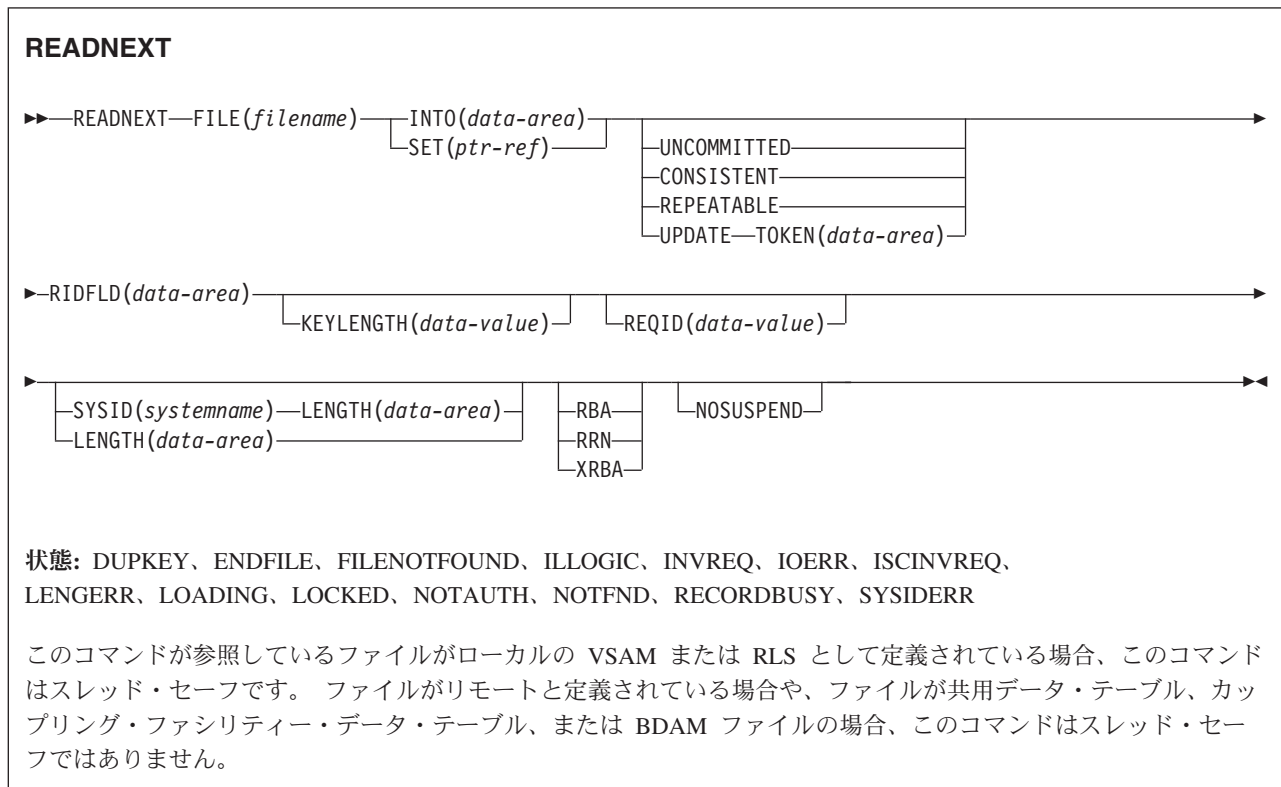 READNEXT
READNEXT FILE(filename) INTO(data-area)
SET(ptr-ref) UNCOMMITTED
CONSISTENT
REPEATABLE
UPDATE TOKEN(data-area)
RIDFLD(data-area)
KEYLENGTH(data-value) REQID(data-value)
SYSID(systemname) LENGTH(data-area) RBA NOSUSPEND
LENGTH(data-area) RRN
XRBA
状態: DUPKEY、ENDFILE、FILENOTFOUND、ILLOGIC、INVREQ、IOERR、ISCINVREQ、
LENGERR、LOADING、LOCKED、NOTAUTH、NOTFND、RECORDBUSY、SYSIDERR
このコマンドが参照しているファイルがローカルの VSAM または RLS として定義されている場合、このコマンド
はスレッド・セーフです。 ファイルがリモートと定義されている場合や、ファイルが共用データ・テーブル、カッ
プリング・ファシリティー・データ・テーブル、または BDAM ファイルの場合、このコマンドはスレッド・セー
フではありません。